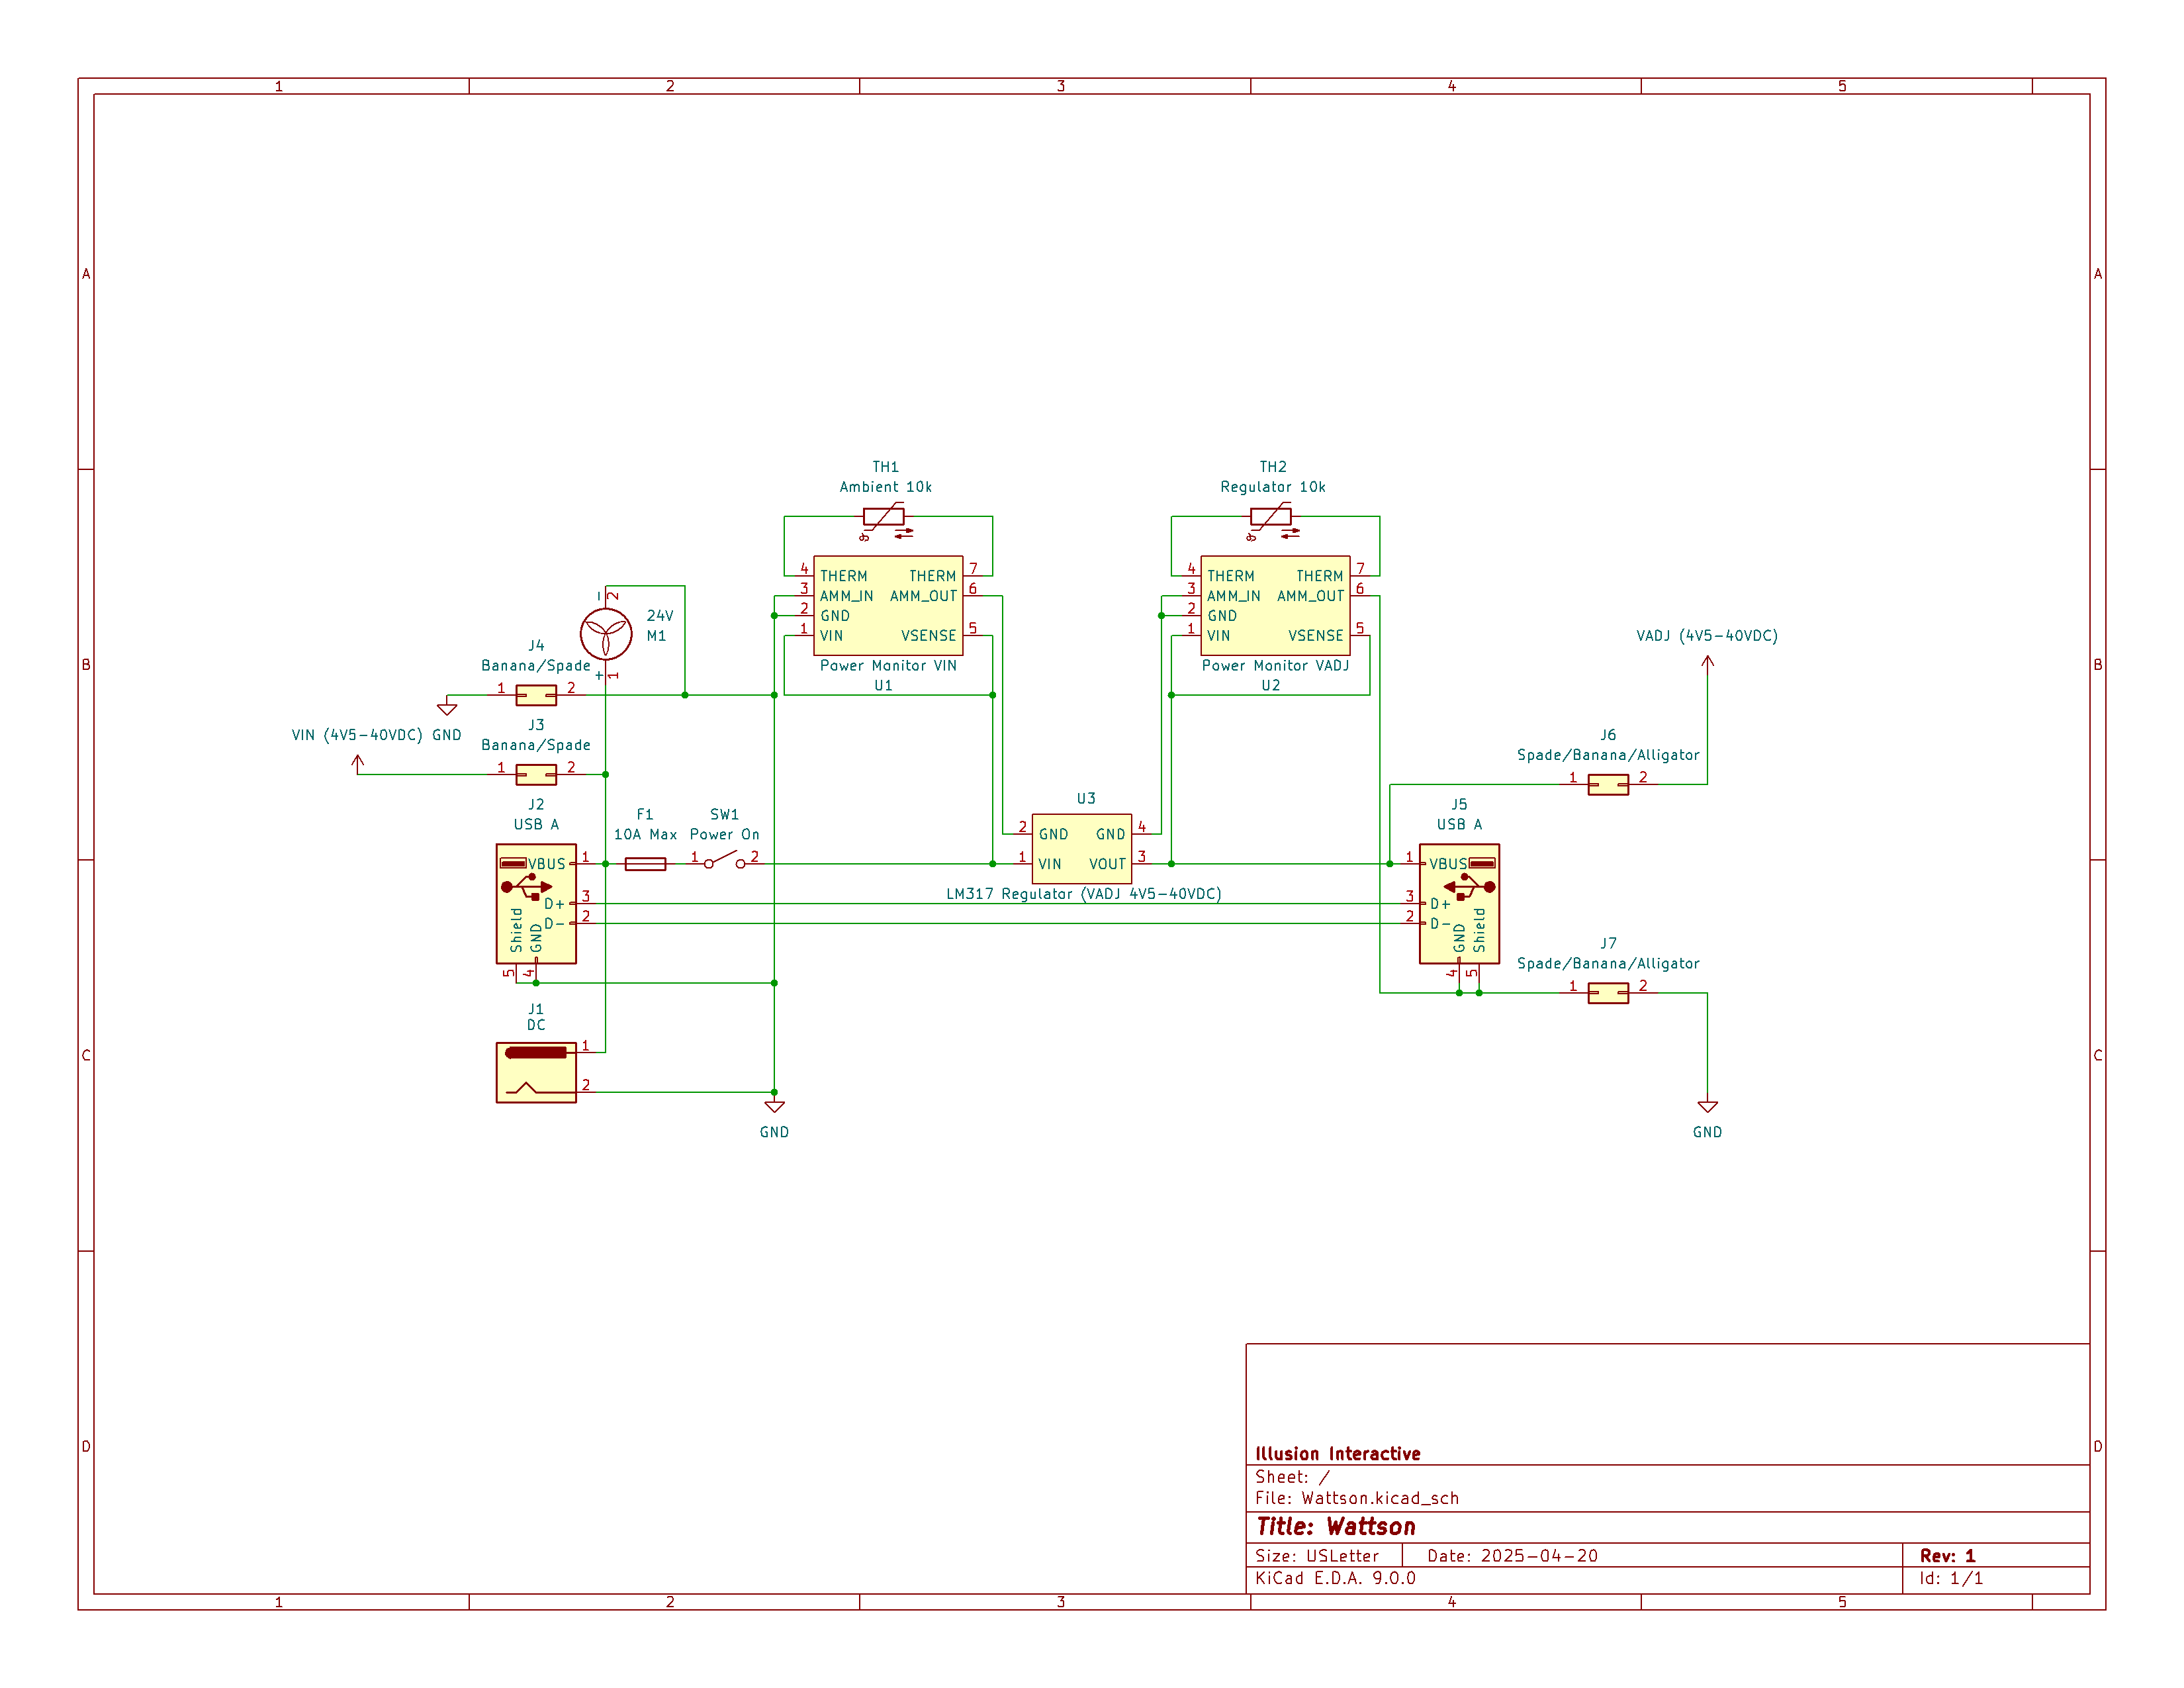 1 2 3 4 5
A A
TH1
Ambient 10k
TH2
Regulator 10k
4 THERM THERM 7
3 AMM_IN AMM_OUT 6
2 GND
1 VIN VSENSE 5
Power Monitor VIN
U1
4 THERM THERM 7
3 AMM_IN AMM_OUT 6
2 GND
1 VIN VSENSE 5
Power Monitor VADJ
U2
- 2
24V
M1
+ 1
B B
J4
Banana/Spade
1 2
GND
J3
Banana/Spade
1 2
VIN (4V5-40VDC)
VADJ (4V5-40VDC)
J6
Spade/Banana/Alligator
1 2
J2
USB A
VBUS 1
D+ 3
D- 2
Shield 5
GND 4
F1
10A Max
SW1
Power On
1 2
U3
2 GND GND 4
1 VIN VOUT 3
LM317 Regulator (VADJ 4V5-40VDC)
J5
USB A
1 VBUS
3 D+
2 D-
GND 4
Shield 5
J7
Spade/Banana/Alligator
1 2
J1
DC
1
2
C C
GND
GND
D D
Illusion Interactive
Sheet: /
File: Wattson.kicad_sch
Title: Wattson
Size: USLetter Date: 2025-04-20 Rev: 1
KiCad E.D.A. 9.0.0 Id: 1/1
1 2 3 4 5